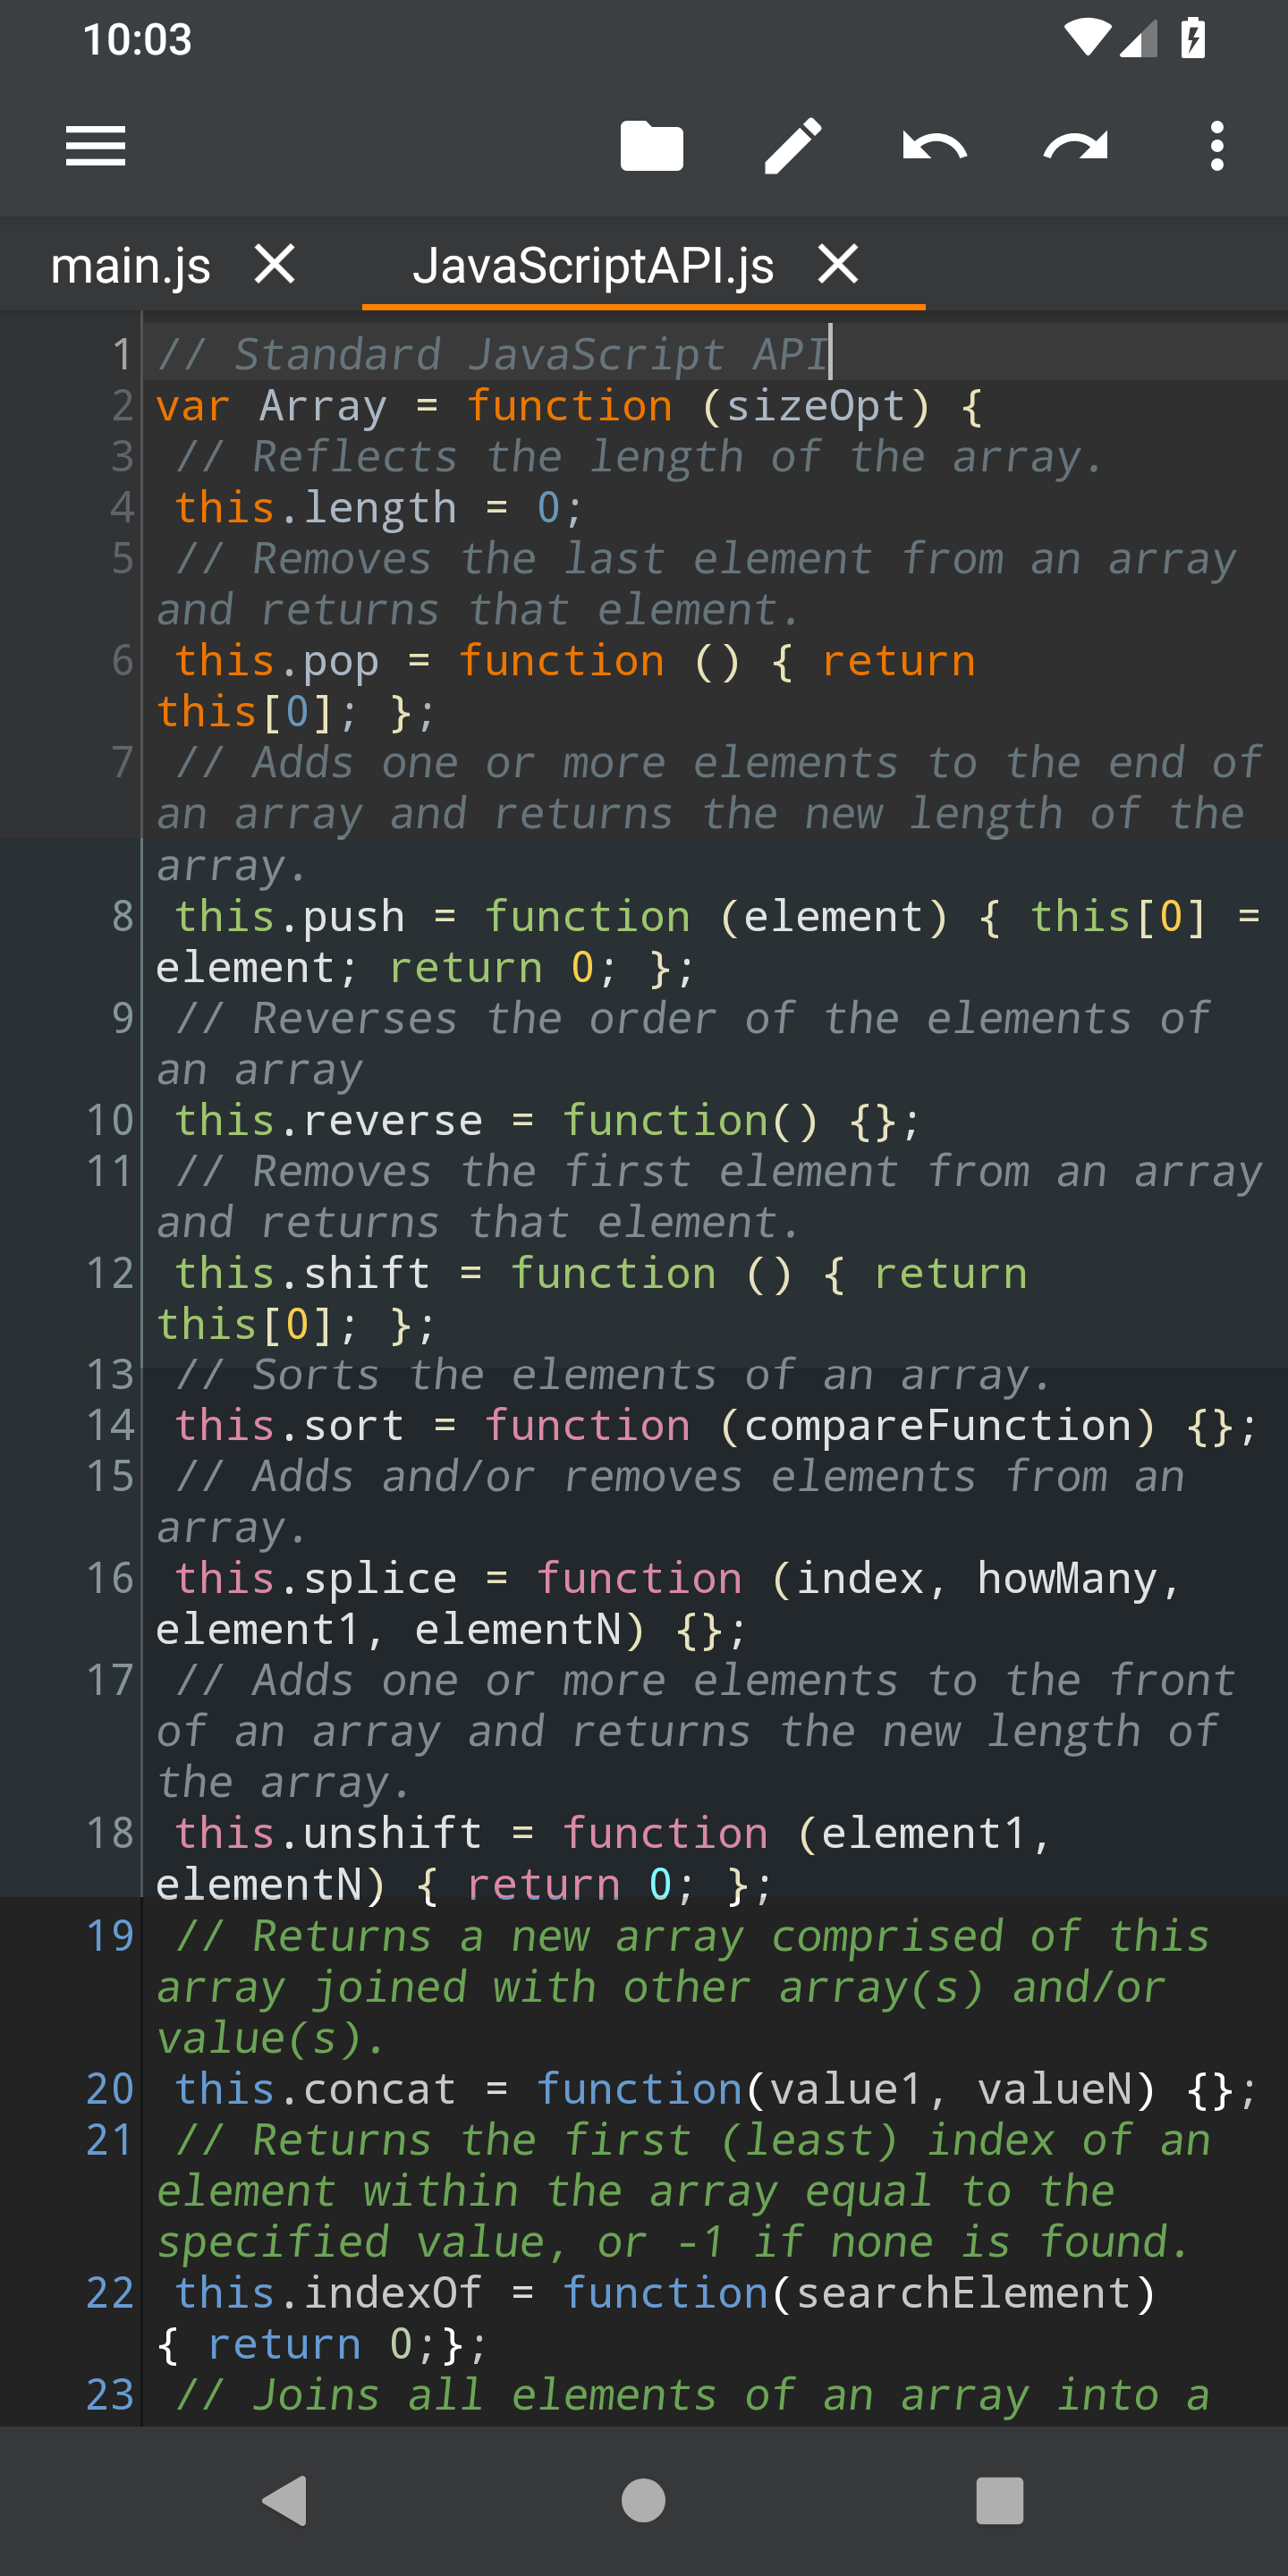 10:03
main.js JavaScriptAPI.js
1 // Standard JavaScript API
2 var Array = function (sizeOpt) {
3 // Reflects the length of the array.
4 this.length = 0;
5 // Removes the last element from an array
and returns that element.
6 this.pop = function () { return
this[0]; };
7 // Adds one or more elements to the end of
an array and returns the new length of the
array.
8 this.push = function (element) { this[0] =
element; return 0; };
9 // Reverses the order of the elements of
an array
10 this.reverse = function() {};
11 // Removes the first element from an array
and returns that element.
12 this.shift = function () { return
this[0]; };
13 // Sorts the elements of an array.
14 this.sort = function (compareFunction) {};
15 // Adds and/or removes elements from an
array.
16 this.splice = function (index, howMany,
element1, elementN) {};
17 // Adds one or more elements to the front
of an array and returns the new length of
the array.
18 this.unshift = function (element1,
elementN) { return 0; };
19 // Returns a new array comprised of this
array joined with other array(s) and/or
value(s).
20 this.concat = function(value1, valueN) {};
21 // Returns the first (least) index of an
element within the array equal to the
specified value, or -1 if none is found.
22 this.indexOf = function(searchElement)
{ return 0;};
23 // Joins all elements of an array into a